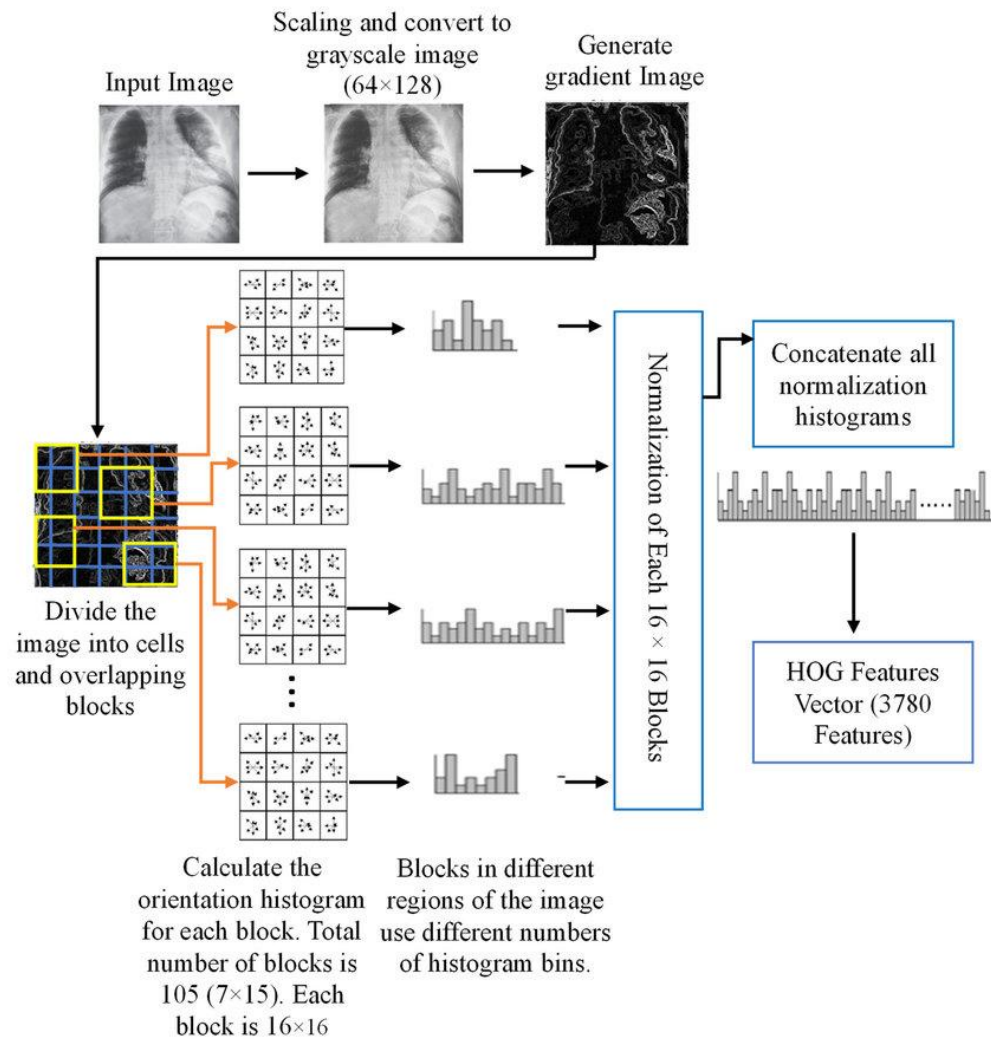 Input Image
Scaling and convert to
grayscale image
(64×128)
Generate
gradient Image
Divide the
image into cells
and overlapping
blocks
Calculate the
orientation histogram
for each block. Total
number of blocks is
105 (7×15). Each
block is 16×16
Blocks in different
regions of the image
use different numbers
of histogram bins.
Normalization of Each 16 × 16 Blocks
Concatenate all
normalization
histograms
HOG Features
Vector (3780
Features)